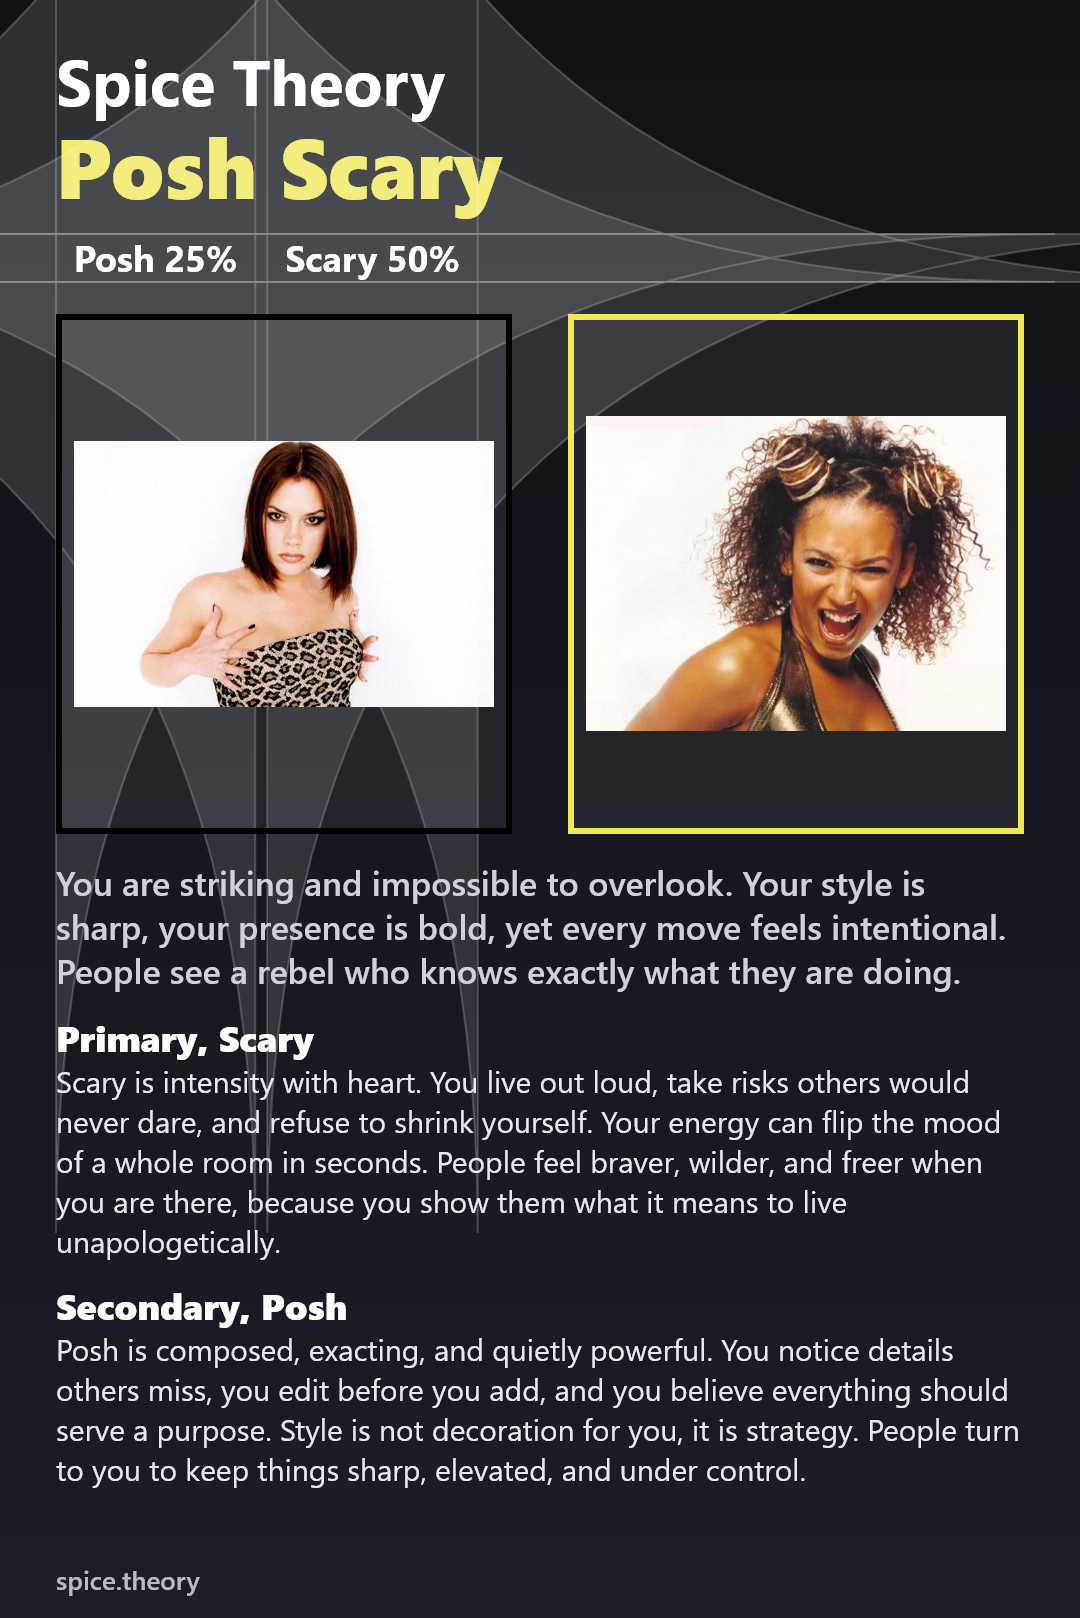 Spice Theory
Posh Scary
Posh 25% Scary 50%
You are striking and impossible to overlook. Your style is
sharp, your presence is bold, yet every move feels intentional.
People see a rebel who knows exactly what they are doing.
Primary, Scary
Scary is intensity with heart. You live out loud, take risks others would
never dare, and refuse to shrink yourself. Your energy can flip the mood
of a whole room in seconds. People feel braver, wilder, and freer when
you are there, because you show them what it means to live
unapologetically.
Secondary, Posh
Posh is composed, exacting, and quietly powerful. You notice details
others miss, you edit before you add, and you believe everything should
serve a purpose. Style is not decoration for you, it is strategy. People turn
to you to keep things sharp, elevated, and under control.
spice.theory